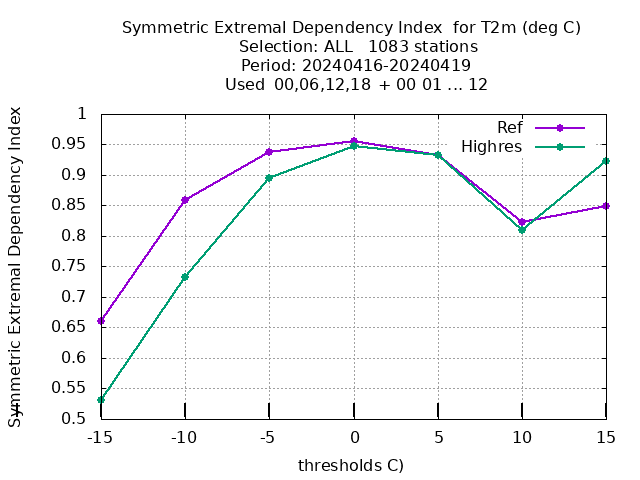 Symmetric Extremal Dependency Index  for T2m (deg C)
Selection: ALL   1083 stations
Period: 20240416-20240419
Used  00,06,12,18  + 00 01 ... 12
Symmetric Extremal Dependency Index
Ref
Highres
1
0.95
0.9
0.85
0.8
0.75
0.7
0.65
0.6
0.55
0.5
-15 -10 -5 0 5 10 15
thresholds C)